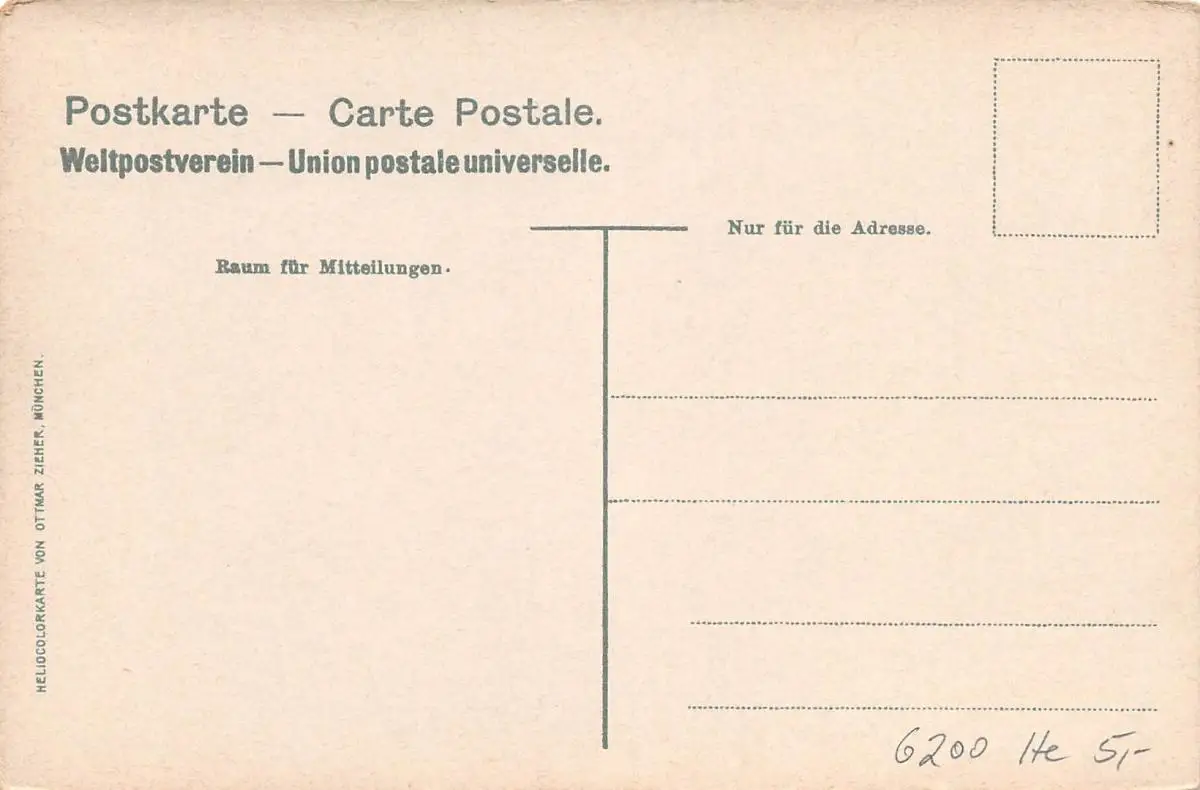 Postkarte — Carte Postale.
Weltpostverein — Union postale universelle.
Nur für die Adresse.
Raum für Mitteilungen.
HELIOCOLORKARTE VON OTTMAR ZIEHER, MÜNCHEN.
6200 He 5,-